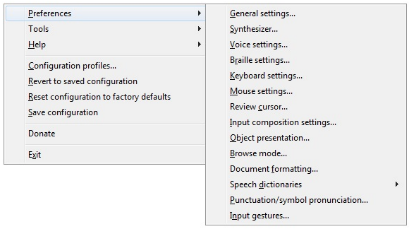 Preferences
Tools
Help
Configuration profiles...
Revert to saved configuration
Reset configuration to factory defaults
Save configuration
Donate
Exit
General settings...
Synthesizer...
Voice settings...
Braille settings...
Keyboard settings...
Mouse settings...
Review cursor...
Input composition settings...
Object presentation...
Browse mode...
Document formatting...
Speech dictionaries
Punctuation/symbol pronunciation...
Input gestures...